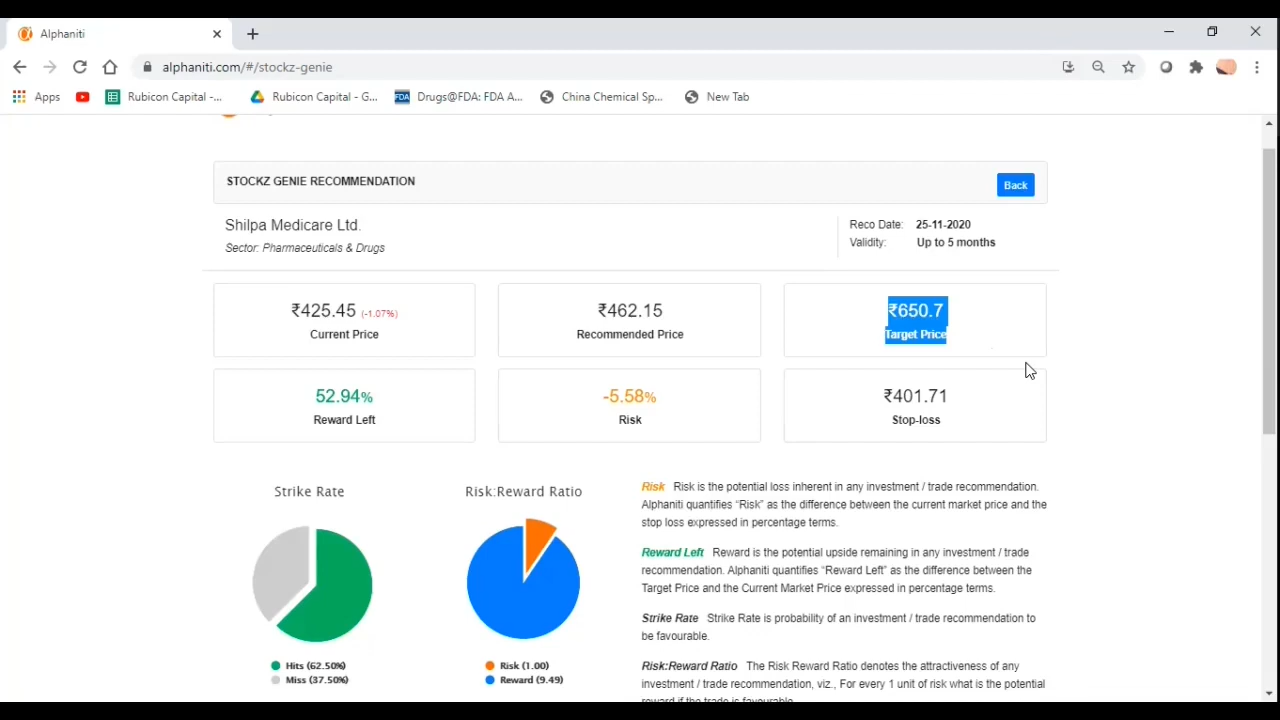 Alphaniti
alphaniti.com/#/stockz-genie
Apps
Rubicon Capital -...
Rubicon Capital - G...
FDA
Drugs@FDA: FDA A...
China Chemical Sp...
New Tab
STOCKZ GENIE RECOMMENDATION
Back
Shilpa Medicare Ltd.
Sector: Pharmaceuticals & Drugs
Reco Date: 25-11-2020
Validity: Up to 5 months
₹425.45 (-1.07%)
Current Price
₹462.15
Recommended Price
₹650.7
Target Price
52.94%
Reward Left
-5.58%
Risk
₹401.71
Stop-loss
Strike Rate
Hits (62.50%)
Miss (37.50%)
Risk:Reward Ratio
Risk (1.00)
Reward (9.49)
Risk Risk is the potential loss inherent in any investment / trade recommendation.
Alphaniti quantifies “Risk” as the difference between the current market price and the
stop loss expressed in percentage terms.
Reward Left Reward is the potential upside remaining in any investment / trade
recommendation. Alphaniti quantifies “Reward Left” as the difference between the
Target Price and the Current Market Price expressed in percentage terms.
Strike Rate Strike Rate is probability of an investment / trade recommendation to
be favourable.
Risk:Reward Ratio The Risk Reward Ratio denotes the attractiveness of any
investment / trade recommendation, viz., For every 1 unit of risk what is the potential
reward if the trade is favourable